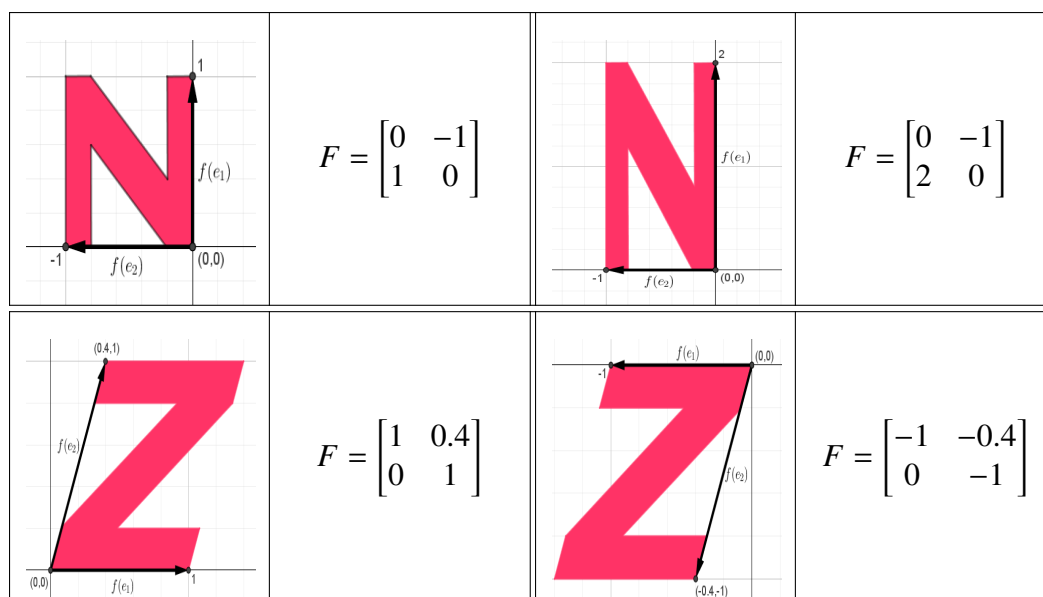 1
f(e₁)
-1
f(e₂)
(0,0)
F = [0 −1
1 0]
2
f(e₁)
-1
f(e₂)
(0,0)
F = [0 −1
2 0]
(0.4,1)
f(e₂)
(0,0)
f(e₁)
1
F = [1 0.4
0 1]
f(e₁)
(0,0)
-1
f(e₂)
(-0.4,-1)
F = [−1 −0.4
0 −1]